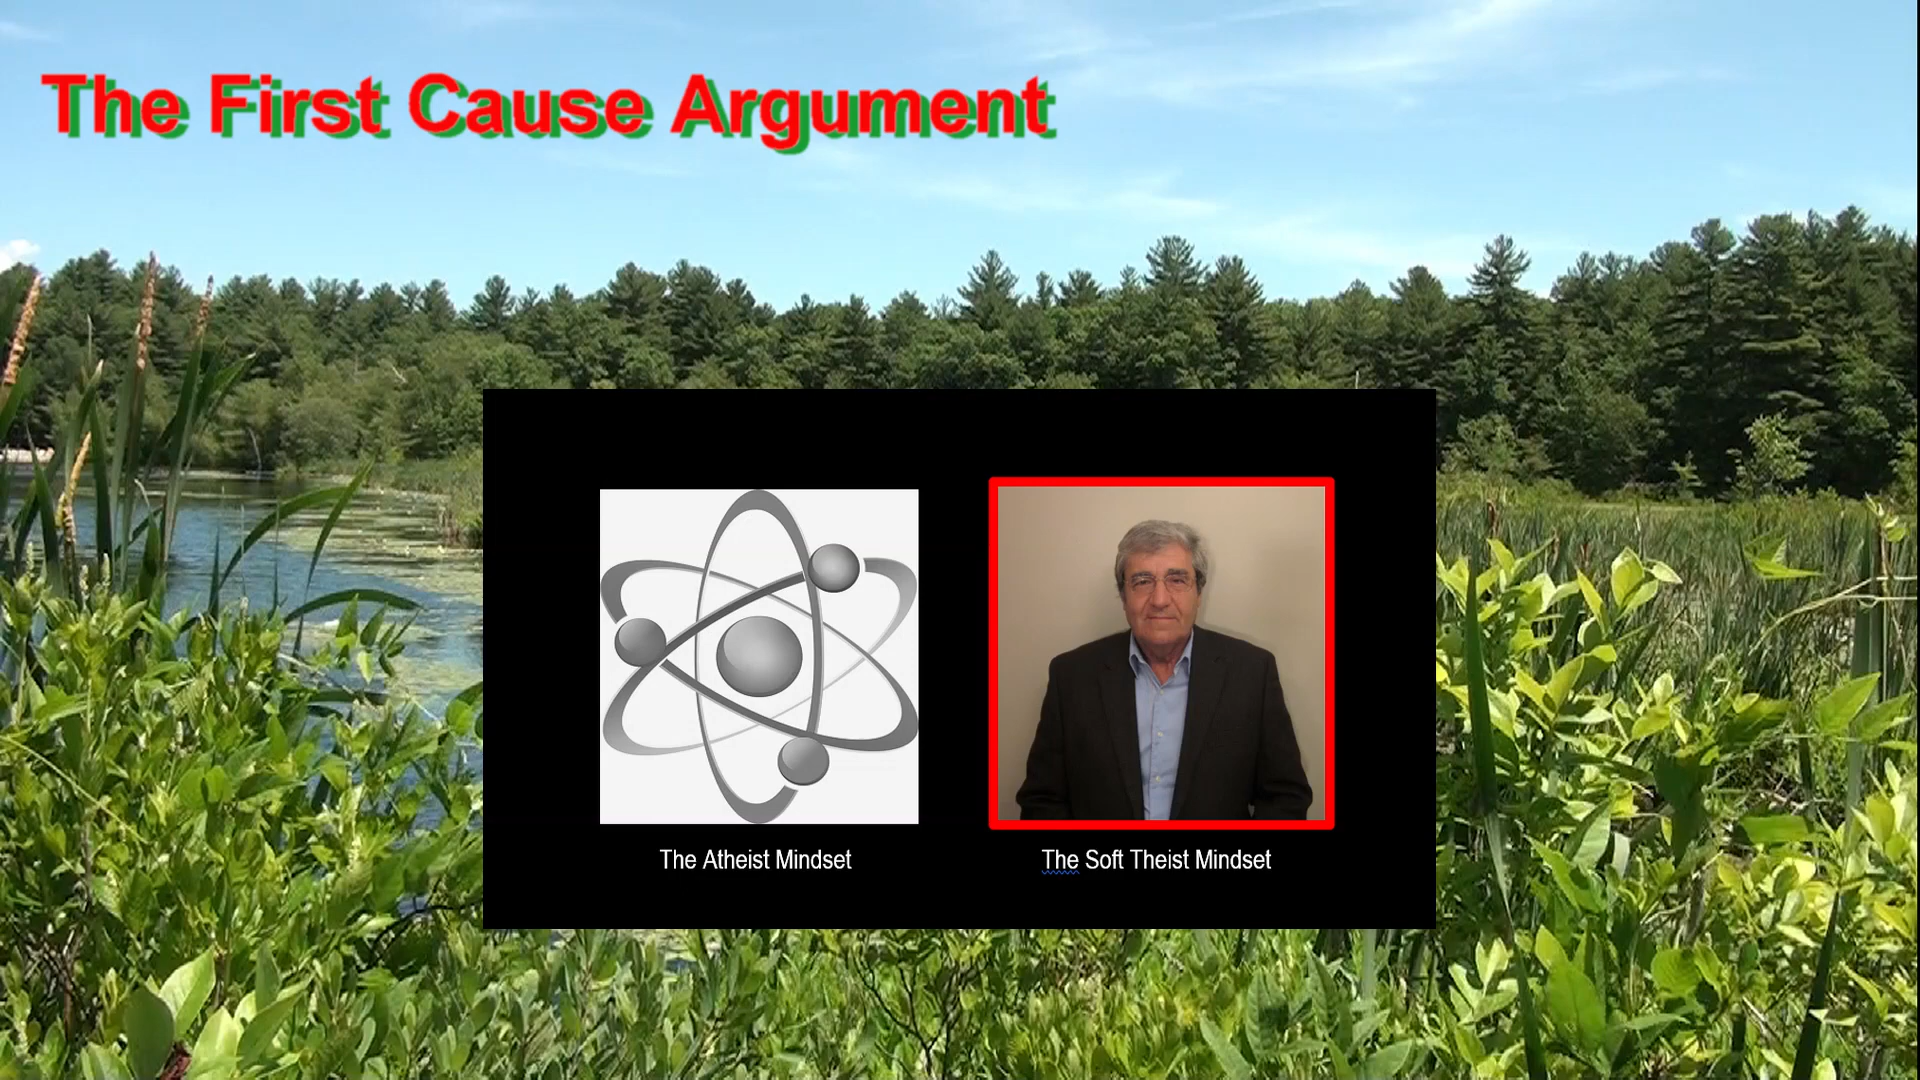 The First Cause Argument
The Atheist Mindset
The Soft Theist Mindset